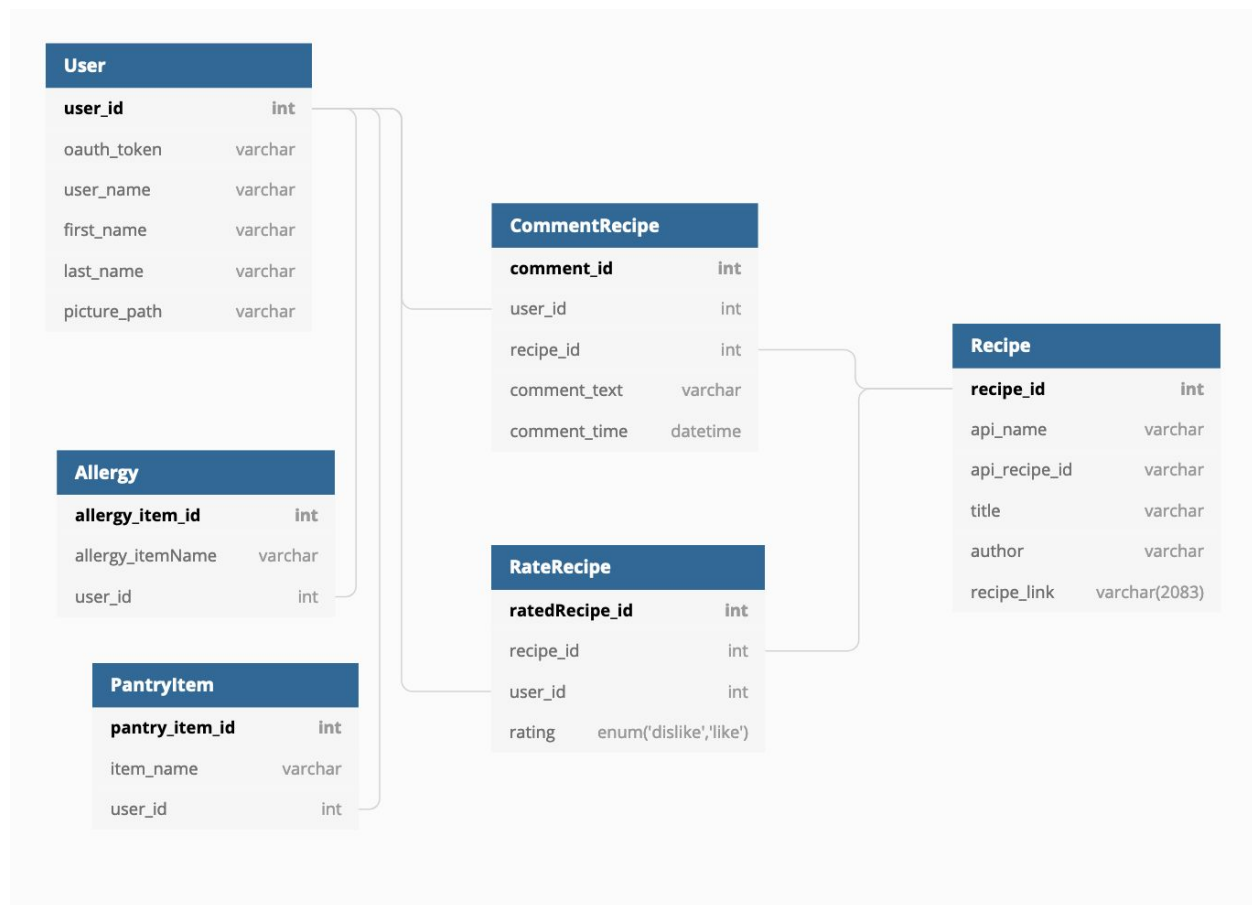 User
user_id int
oauth_token varchar
user_name varchar
first_name varchar
last_name varchar
picture_path varchar
CommentRecipe
comment_id int
user_id int
recipe_id int
comment_text varchar
comment_time datetime
Recipe
recipe_id int
api_name varchar
api_recipe_id varchar
title varchar
author varchar
recipe_link varchar(2083)
Allergy
allergy_item_id int
allergy_itemName varchar
user_id int
RateRecipe
ratedRecipe_id int
recipe_id int
user_id int
rating enum('dislike','like')
PantryItem
pantry_item_id int
item_name varchar
user_id int